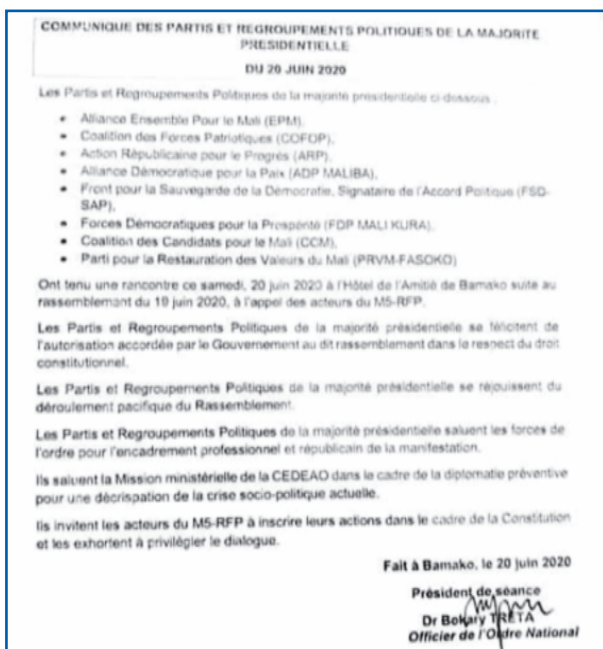 COMMUNIQUE DES PARTIS ET REGROUPEMENTS POLITIQUES DE LA MAJORITE
PRESIDENTIELLE
DU 20 JUIN 2020
Les Partis et Regroupements Politiques de la majorité présidentielle ci dessous :
• Alliance Ensemble Pour le Mali (EPM),
• Coalition des Forces Patriotiques (COFOP),
• Action Républicaine pour le Progrès (ARP),
• Alliance Démocratique pour la Paix (ADP MALIBA),
• Front pour la Sauvegarde de la Démocratie, Signataire de l'Accord Politique (FSD-
SAP),
• Forces Démocratiques pour la Prospérité (FDP MALI KURA),
• Coalition des Candidats pour le Mali (CCM),
• Parti pour la Restauration des Valeurs du Mali (PRVM-FASOKO)
Ont tenu une rencontre ce samedi, 20 juin 2020 à l'Hôtel de l'Amitié de Bamako suite au
rassemblement du 19 juin 2020, à l'appel des acteurs du M5-RFP.
Les Partis et Regroupements Politiques de la majorité présidentielle se félicitent de
l'autorisation accordée par le Gouvernement au dit rassemblement dans le respect du droit
constitutionnel.
Les Partis et Regroupements Politiques de la majorité présidentielle se réjouissent du
déroulement pacifique du Rassemblement.
Les Partis et Regroupements Politiques de la majorité présidentielle saluent les forces de
l'ordre pour l'encadrement professionnel et républicain de la manifestation.
Ils saluent la Mission ministérielle de la CEDEAO dans le cadre de la diplomatie préventive
pour une décrispation de la crise socio-politique actuelle.
Ils invitent les acteurs du M5-RFP à inscrire leurs actions dans le cadre de la Constitution
et les exhortent à privilégier le dialogue.
Fait à Bamako, le 20 juin 2020
Président de séance
Dr Bokary TRETA
Officier de l'Ordre National